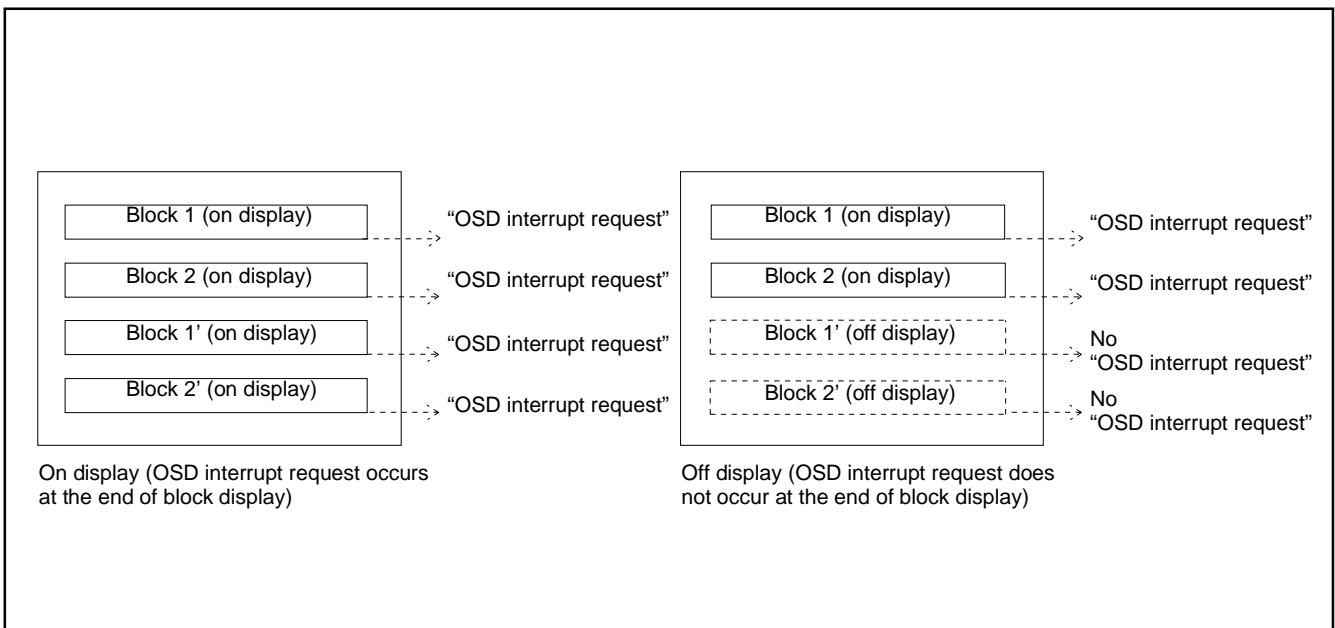 Block 1 (on display)
“OSD interrupt request”
Block 2 (on display)
“OSD interrupt request”
Block 1’ (on display)
“OSD interrupt request”
Block 2’ (on display)
“OSD interrupt request”
On display (OSD interrupt request occurs
at the end of block display)
Block 1 (on display)
“OSD interrupt request”
Block 2 (on display)
“OSD interrupt request”
Block 1’ (off display)
No
“OSD interrupt request”
Block 2’ (off display)
No
“OSD interrupt request”
Off display (OSD interrupt request does
not occur at the end of block display)